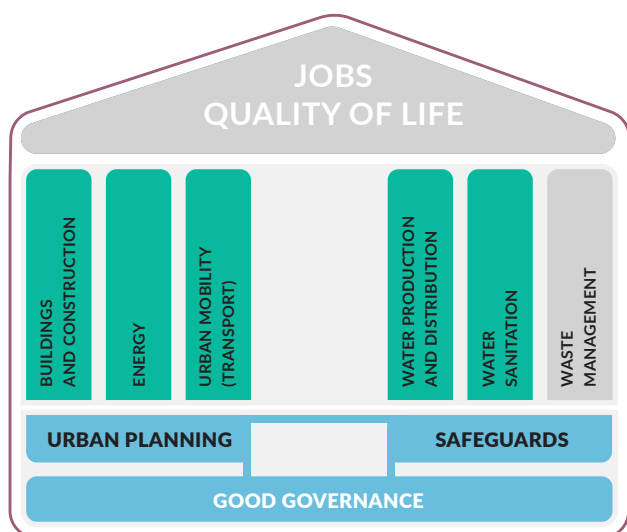 JOBS
QUALITY OF LIFE
BUILDINGS
AND CONSTRUCTION
ENERGY
URBAN MOBILITY
(TRANSPORT)
WATER PRODUCTION
AND DISTRIBUTION
WATER
SANITATION
WASTE
MANAGEMENT
URBAN PLANNING
SAFEGUARDS
GOOD GOVERNANCE